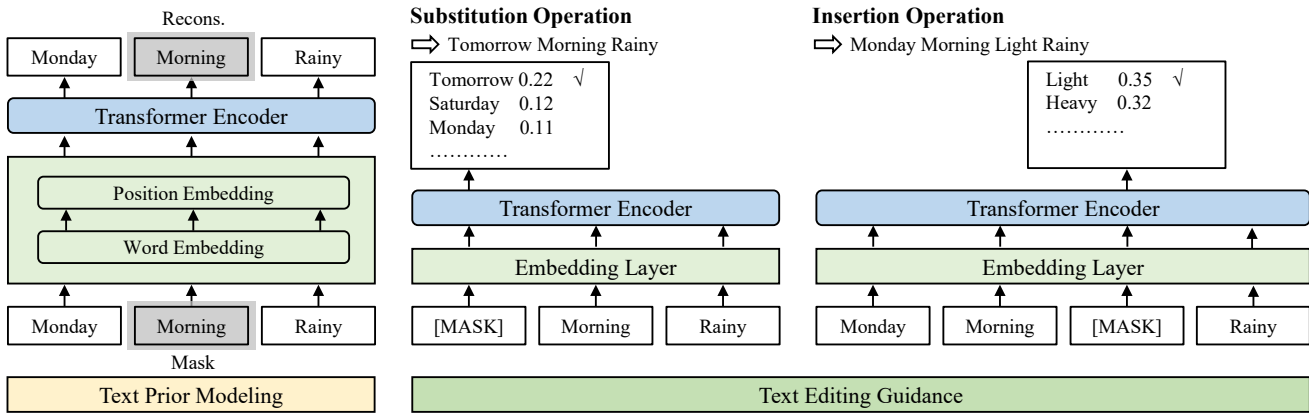 Recons.
Monday Morning Rainy
Transformer Encoder
Position Embedding
Word Embedding
Monday Morning Rainy
Mask
Text Prior Modeling
Substitution Operation
⇨ Tomorrow Morning Rainy
Tomorrow 0.22 √
Saturday 0.12
Monday 0.11
…………
Transformer Encoder
Embedding Layer
[MASK] Morning Rainy
Insertion Operation
⇨ Monday Morning Light Rainy
Light 0.35 √
Heavy 0.32
…………
Transformer Encoder
Embedding Layer
Monday Morning [MASK] Rainy
Text Editing Guidance